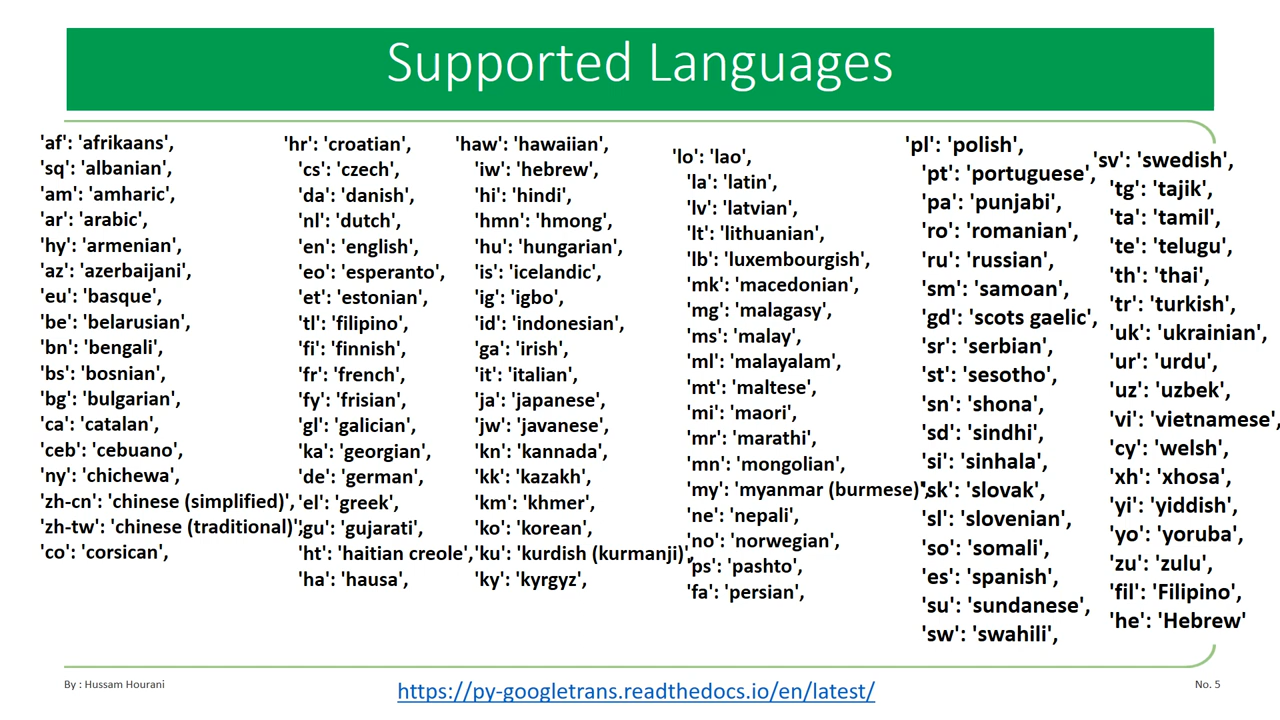 Supported Languages
'af': 'afrikaans',
'sq': 'albanian',
'am': 'amharic',
'ar': 'arabic',
'hy': 'armenian',
'az': 'azerbaijani',
'eu': 'basque',
'be': 'belarusian',
'bn': 'bengali',
'bs': 'bosnian',
'bg': 'bulgarian',
'ca': 'catalan',
'ceb': 'cebuano',
'ny': 'chichewa',
'zh-cn': 'chinese (simplified)',
'zh-tw': 'chinese (traditional)',
'co': 'corsican',
'hr': 'croatian',
'cs': 'czech',
'da': 'danish',
'nl': 'dutch',
'en': 'english',
'eo': 'esperanto',
'et': 'estonian',
'tl': 'filipino',
'fi': 'finnish',
'fr': 'french',
'fy': 'frisian',
'gl': 'galician',
'ka': 'georgian',
'de': 'german',
'el': 'greek',
'gu': 'gujarati',
'ht': 'haitian creole',
'ha': 'hausa',
'haw': 'hawaiian',
'iw': 'hebrew',
'hi': 'hindi',
'hmn': 'hmong',
'hu': 'hungarian',
'is': 'icelandic',
'ig': 'igbo',
'id': 'indonesian',
'ga': 'irish',
'it': 'italian',
'ja': 'japanese',
'jw': 'javanese',
'kn': 'kannada',
'kk': 'kazakh',
'km': 'khmer',
'ko': 'korean',
'ku': 'kurdish (kurmanji)',
'ky': 'kyrgyz',
'lo': 'lao',
'la': 'latin',
'lv': 'latvian',
'lt': 'lithuanian',
'lb': 'luxembourgish',
'mk': 'macedonian',
'mg': 'malagasy',
'ms': 'malay',
'ml': 'malayalam',
'mt': 'maltese',
'mi': 'maori',
'mr': 'marathi',
'mn': 'mongolian',
'my': 'myanmar (burmese)',
'ne': 'nepali',
'no': 'norwegian',
'ps': 'pashto',
'fa': 'persian',
'pl': 'polish',
'pt': 'portuguese',
'pa': 'punjabi',
'ro': 'romanian',
'ru': 'russian',
'sm': 'samoan',
'gd': 'scots gaelic',
'sr': 'serbian',
'st': 'sesotho',
'sn': 'shona',
'sd': 'sindhi',
'si': 'sinhala',
'sk': 'slovak',
'sl': 'slovenian',
'so': 'somali',
'es': 'spanish',
'su': 'sundanese',
'sw': 'swahili',
'sv': 'swedish',
'tg': 'tajik',
'ta': 'tamil',
'te': 'telugu',
'th': 'thai',
'tr': 'turkish',
'uk': 'ukrainian',
'ur': 'urdu',
'uz': 'uzbek',
'vi': 'vietnamese',
'cy': 'welsh',
'xh': 'xhosa',
'yi': 'yiddish',
'yo': 'yoruba',
'zu': 'zulu',
'fil': 'Filipino',
'he': 'Hebrew'
By : Hussam Hourani
https://py-googletrans.readthedocs.io/en/latest/
No. 5